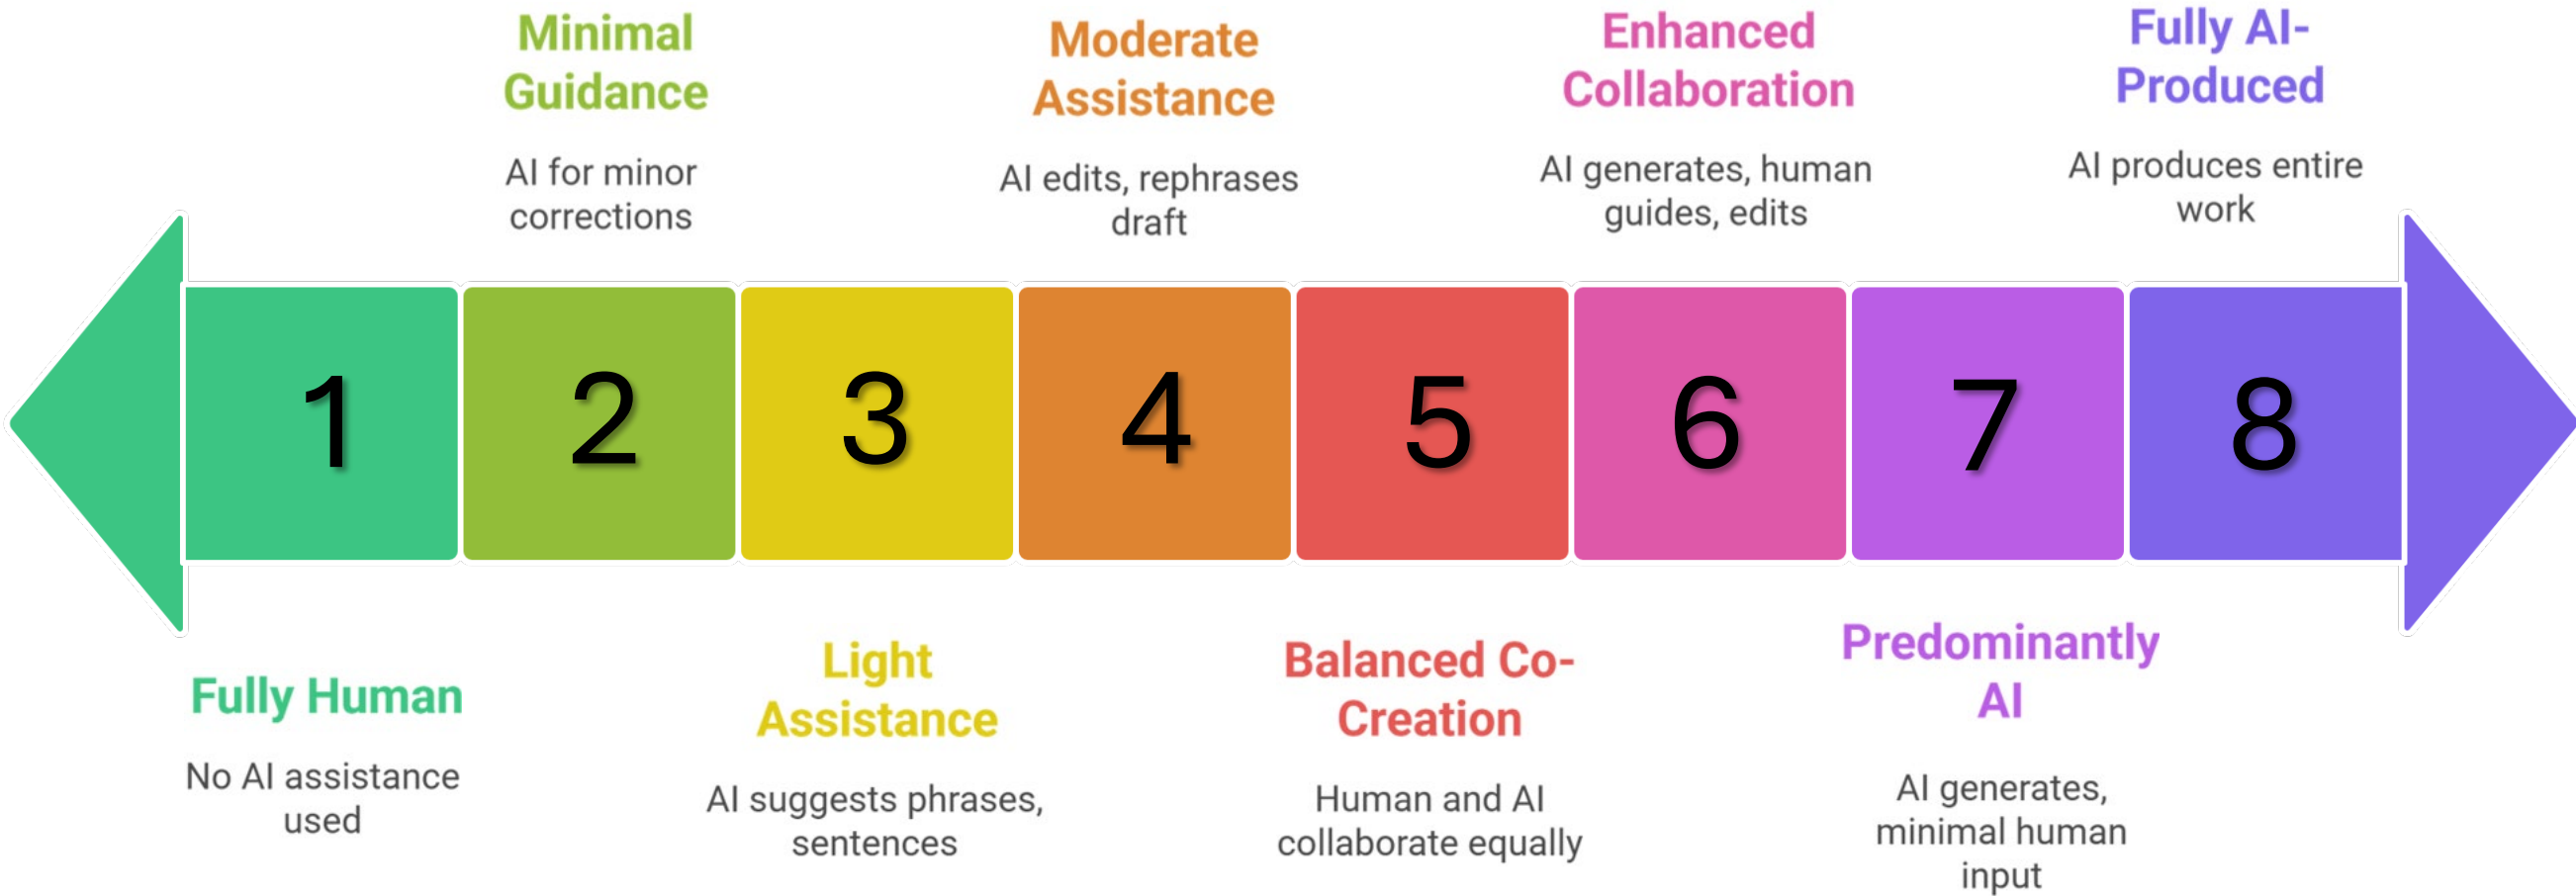 Minimal
Guidance
AI for minor
corrections
Moderate
Assistance
AI edits, rephrases
draft
Enhanced
Collaboration
AI generates, human
guides, edits
Fully AI-
Produced
AI produces entire
work
1
2
3
4
5
6
7
8
Fully Human
No AI assistance
used
Light
Assistance
AI suggests phrases,
sentences
Balanced Co-
Creation
Human and AI
collaborate equally
Predominantly
AI
AI generates,
minimal human
input